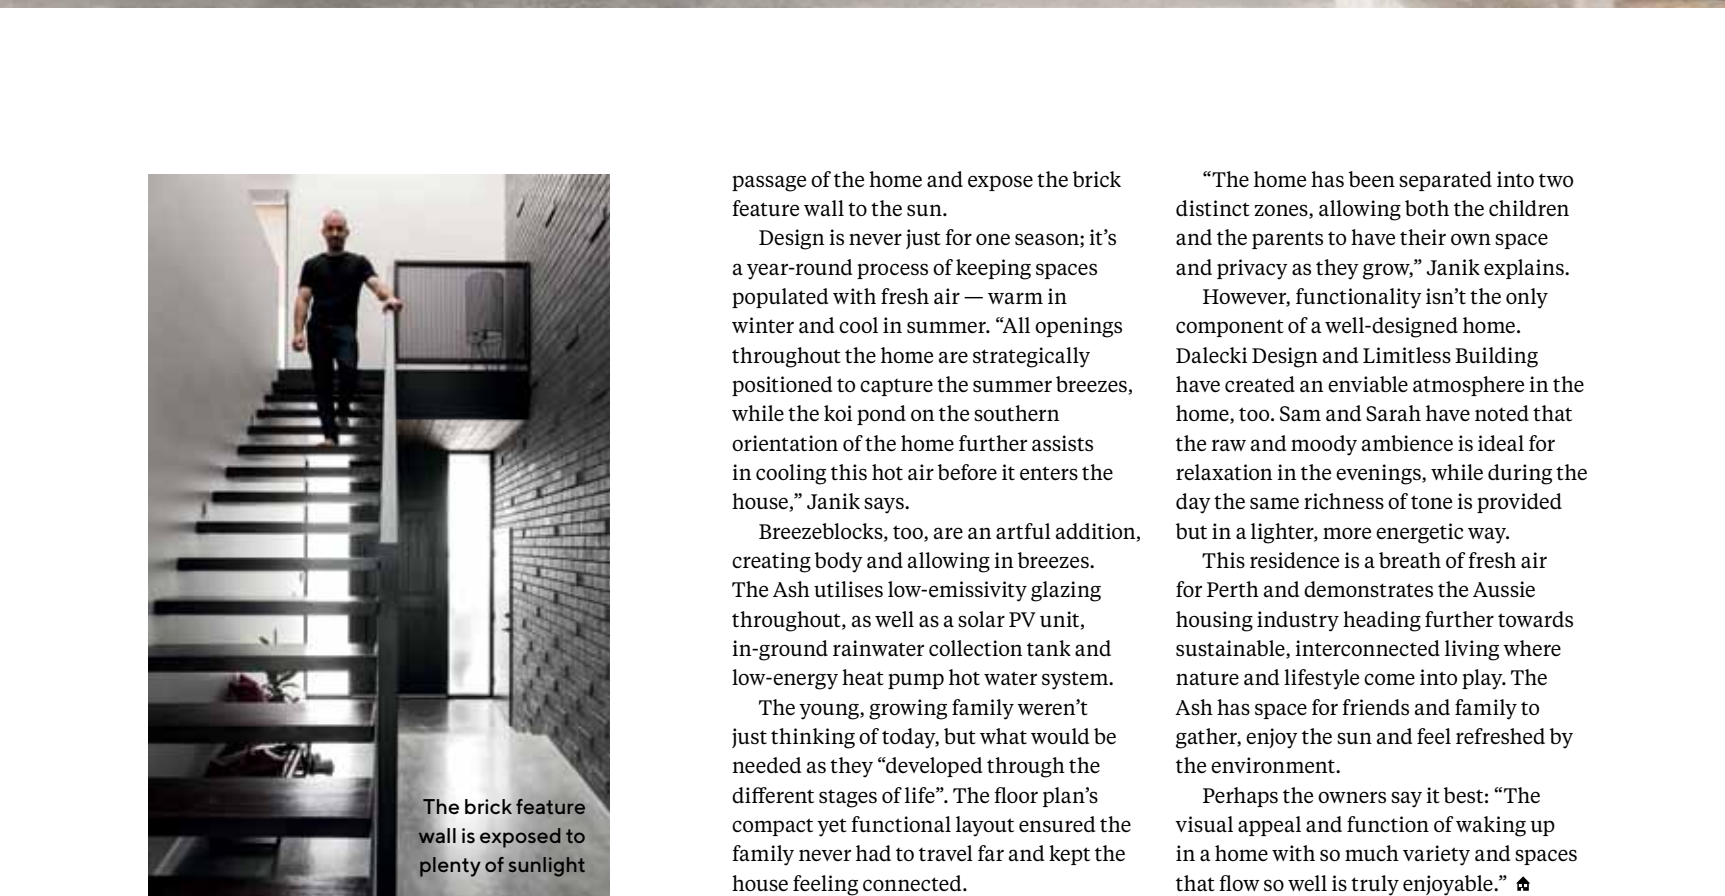 The brick feature
wall is exposed to
plenty of sunlight
passage of the home and expose the brick
feature wall to the sun.
Design is never just for one season; it’s
a year-round process of keeping spaces
populated with fresh air — warm in
winter and cool in summer. “All openings
throughout the home are strategically
positioned to capture the summer breezes,
while the koi pond on the southern
orientation of the home further assists
in cooling this hot air before it enters the
house,” Janik says.
Breezeblocks, too, are an artful addition,
creating body and allowing in breezes.
The Ash utilises low-emissivity glazing
throughout, as well as a solar PV unit,
in-ground rainwater collection tank and
low-energy heat pump hot water system.
The young, growing family weren’t
just thinking of today, but what would be
needed as they “developed through the
different stages of life”. The floor plan’s
compact yet functional layout ensured the
family never had to travel far and kept the
house feeling connected.
“The home has been separated into two
distinct zones, allowing both the children
and the parents to have their own space
and privacy as they grow,” Janik explains.
However, functionality isn’t the only
component of a well-designed home.
Dalecki Design and Limitless Building
have created an enviable atmosphere in the
home, too. Sam and Sarah have noted that
the raw and moody ambience is ideal for
relaxation in the evenings, while during the
day the same richness of tone is provided
but in a lighter, more energetic way.
This residence is a breath of fresh air
for Perth and demonstrates the Aussie
housing industry heading further towards
sustainable, interconnected living where
nature and lifestyle come into play. The
Ash has space for friends and family to
gather, enjoy the sun and feel refreshed by
the environment.
Perhaps the owners say it best: “The
visual appeal and function of waking up
in a home with so much variety and spaces
that flow so well is truly enjoyable.”